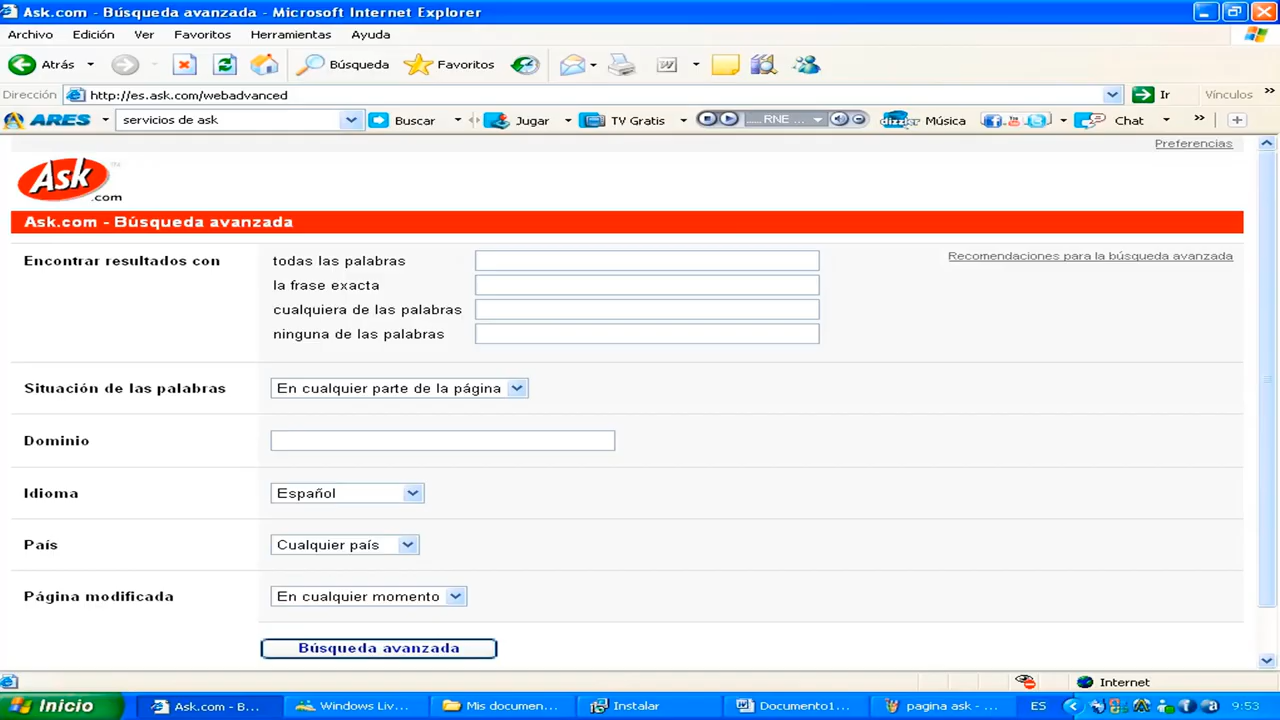 Ask.com - Búsqueda avanzada - Microsoft Internet Explorer
Archivo Edición Ver Favoritos Herramientas Ayuda
Atrás Búsqueda Favoritos
Dirección http://es.ask.com/webadvanced Ir Vínculos »
ARES servicios de ask Buscar Jugar TV Gratis RNE ... dizzler Música Chat »
Preferencias
Ask™
.com
Ask.com - Búsqueda avanzada
Encontrar resultados con todas las palabras Recomendaciones para la búsqueda avanzada
la frase exacta
cualquiera de las palabras
ninguna de las palabras
Situación de las palabras En cualquier parte de la página
Dominio
Idioma Español
País Cualquier país
Página modificada En cualquier momento
Búsqueda avanzada
Internet
Inicio Ask.com - B... Windows Liv... Mis documen... Instalar Documento1... pagina ask - ... ES 9:53